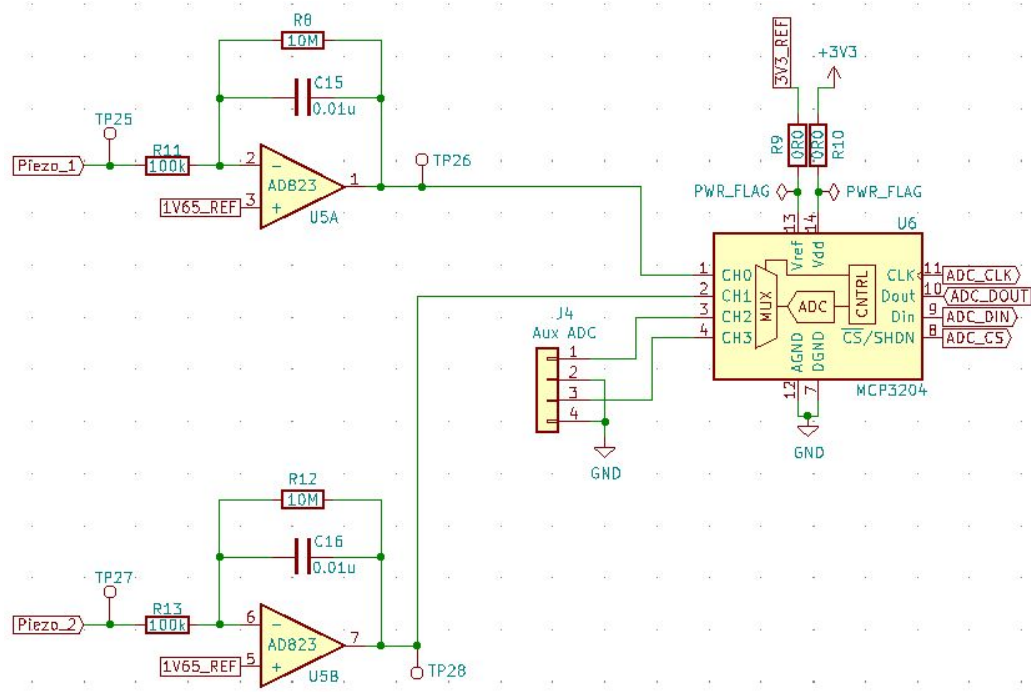 R8
10M
C15
0.01u
TP25
R11
100k
Piezo_1
2
3
1
AD823
U5A
1V65_REF
TP26
3V3_REF
+3V3
R9
0R0
0R0
R10
PWR_FLAG
PWR_FLAG
13
14
U6
Vref
Vdd
1
2
3
4
CH0
CH1
CH2
CH3
MUX
ADC
CNTRL
CLK
Dout
Din
CS/SHDN
11
10
9
8
ADC_CLK
ADC_DOUT
ADC_DIN
ADC_CS
AGND
DGND
12
7
MCP3204
GND
J4
Aux ADC
1
2
3
4
GND
R12
10M
C16
0.01u
TP27
R13
100k
Piezo_2
6
5
7
AD823
U5B
1V65_REF
TP28